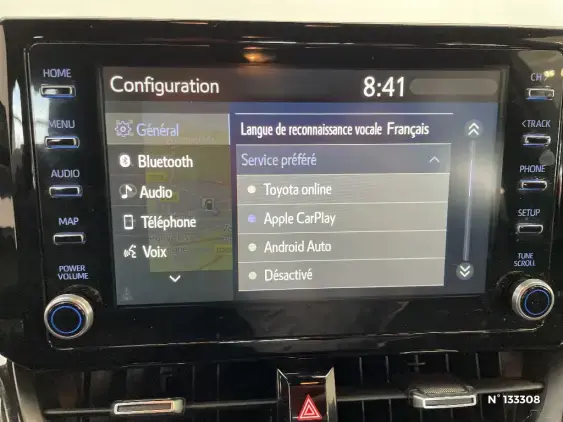 HOME
MENU
AUDIO
MAP
POWER
VOLUME
Configuration
8:41
Général
Bluetooth
Audio
Téléphone
Voix
Langue de reconnaissance vocale Français
Service préféré
Toyota online
Apple CarPlay
Android Auto
Désactivé
CH
<TRACK
PHONE
SETUP
TUNE
SCROLL
N°133308